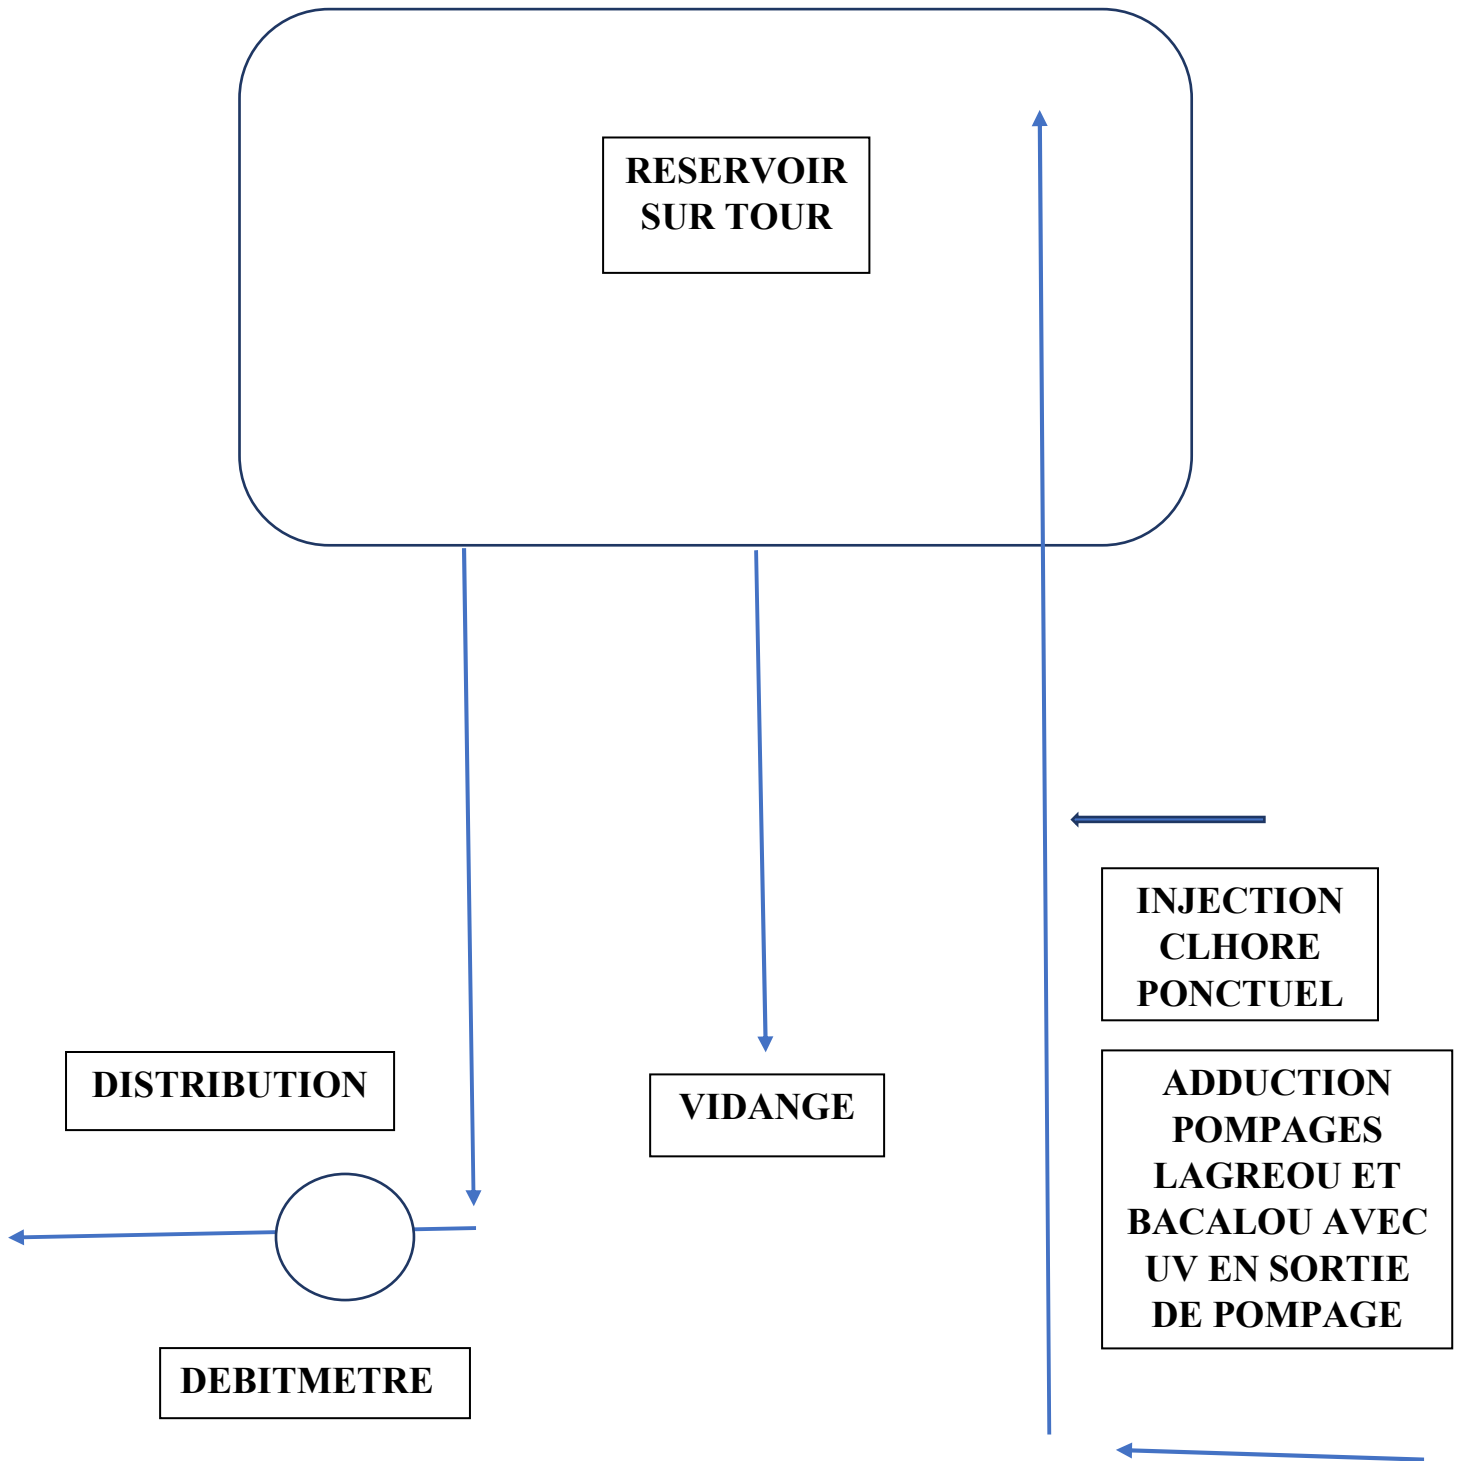 RESERVOIR
SUR TOUR
INJECTION
CLHORE
PONCTUEL
DISTRIBUTION
VIDANGE
ADDUCTION
POMPAGES
LAGREOU ET
BACALOU AVEC
UV EN SORTIE
DE POMPAGE
DEBITMETRE